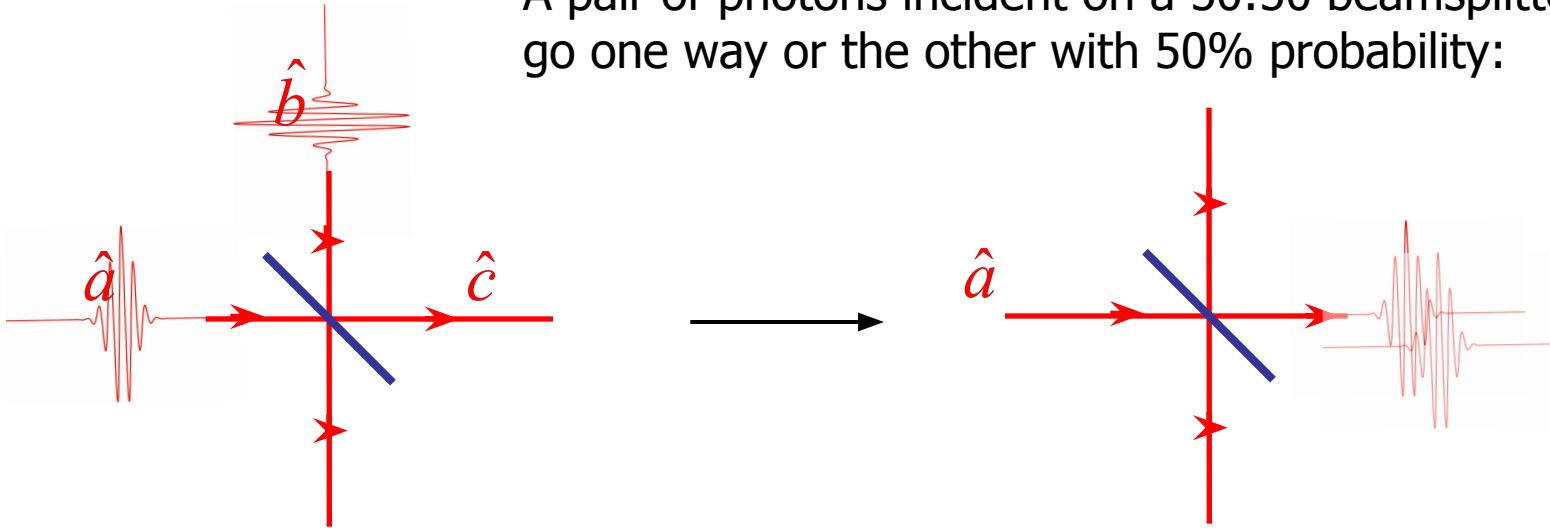 A pair of photons incident on a 50:50 beamsplitte
go one way or the other with 50% probability:
b̂
â
ĉ
â